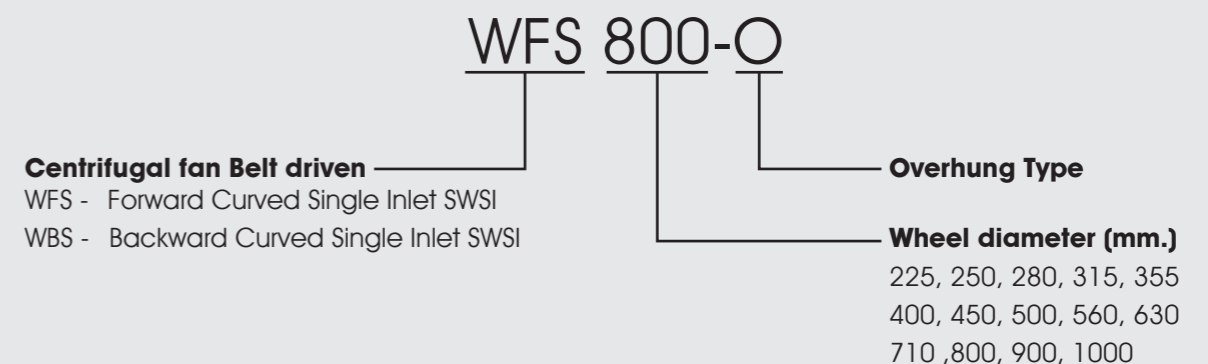 WFS 800-O
Centrifugal fan Belt driven
WFS - Forward Curved Single Inlet SWSI
WBS - Backward Curved Single Inlet SWSI
Overhung Type
Wheel diameter (mm.)
225, 250, 280, 315, 355
400, 450, 500, 560, 630
710 ,800, 900, 1000